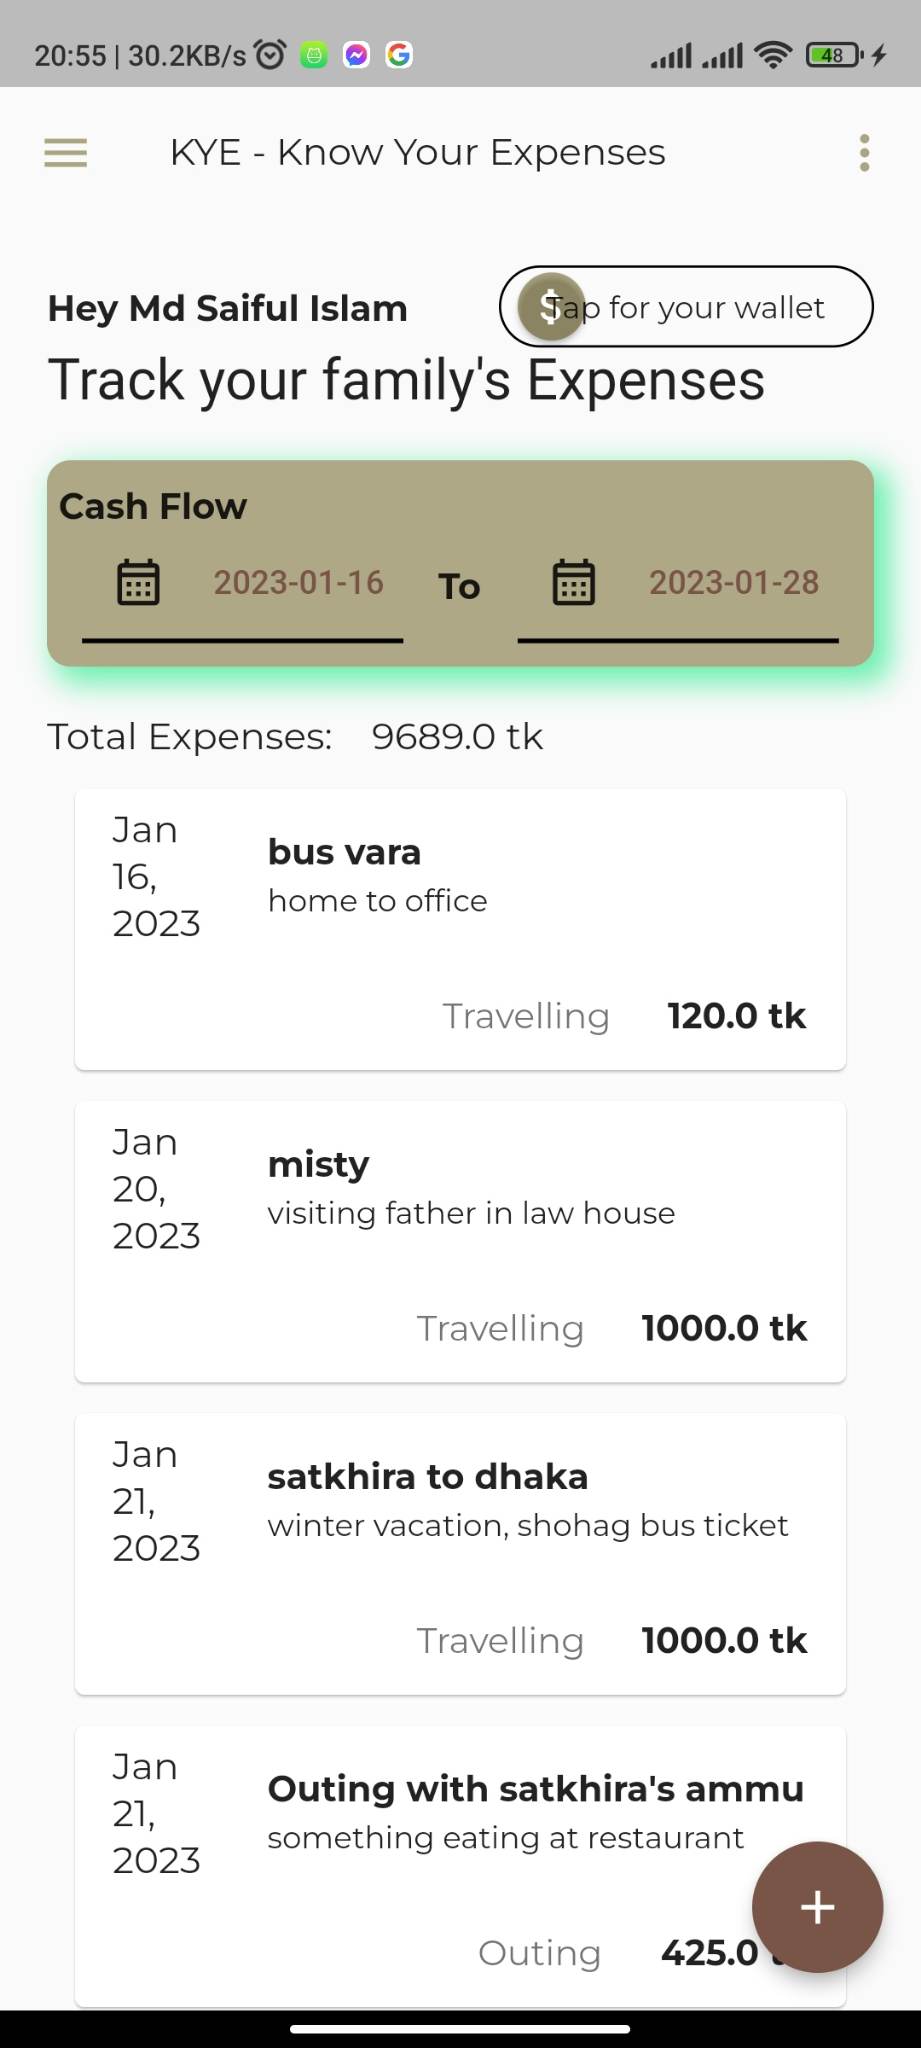 20:55 | 30.2KB/s
48
KYE - Know Your Expenses
Hey Md Saiful Islam
$
Tap for your wallet
Track your family's Expenses
Cash Flow
2023-01-16 To 2023-01-28
Total Expenses: 9689.0 tk
Jan 16, 2023
bus vara
home to office
Travelling 120.0 tk
Jan 20, 2023
misty
visiting father in law house
Travelling 1000.0 tk
Jan 21, 2023
satkhira to dhaka
winter vacation, shohag bus ticket
Travelling 1000.0 tk
Jan 21, 2023
Outing with satkhira's ammu
something eating at restaurant
Outing 425.0
+